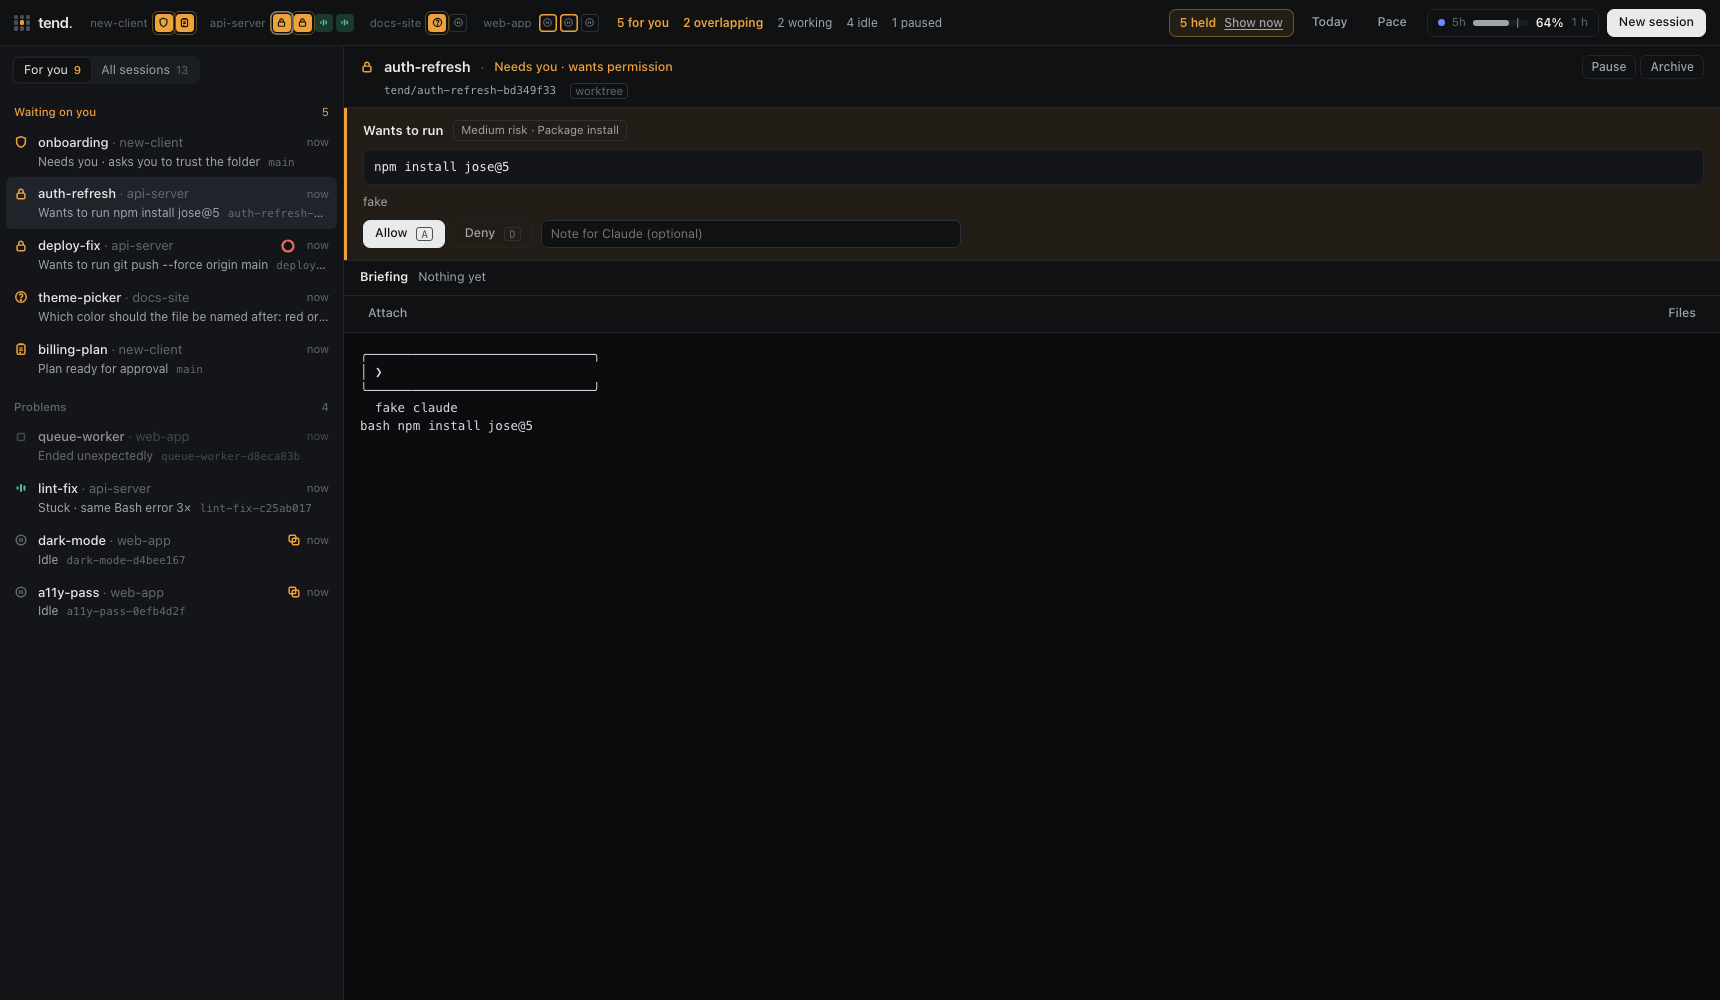 tend. new-client api-server docs-site web-app 5 for you 2 overlapping 2 working 4 idle 1 paused 5 held Show now Today Pace 5h 64% 1 h New session
For you 9 All sessions 13
Waiting on you 5
onboarding · new-client now
Needs you · asks you to trust the folder main
auth-refresh · api-server now
Wants to run npm install jose@5 auth-refresh-…
deploy-fix · api-server now
Wants to run git push --force origin main deploy…
theme-picker · docs-site now
Which color should the file be named after: red or…
billing-plan · new-client now
Plan ready for approval main
Problems 4
queue-worker · web-app now
Ended unexpectedly queue-worker-d8eca83b
lint-fix · api-server now
Stuck · same Bash error 3× lint-fix-c25ab017
dark-mode · web-app now
Idle dark-mode-d4bee167
a11y-pass · web-app now
Idle a11y-pass-0efb4d2f
auth-refresh · Needs you · wants permission Pause Archive
tend/auth-refresh-bd349f33 worktree
Wants to run Medium risk · Package install
npm install jose@5
fake
Allow A Deny D Note for Claude (optional)
Briefing Nothing yet
Attach Files
❯
fake claude
bash npm install jose@5